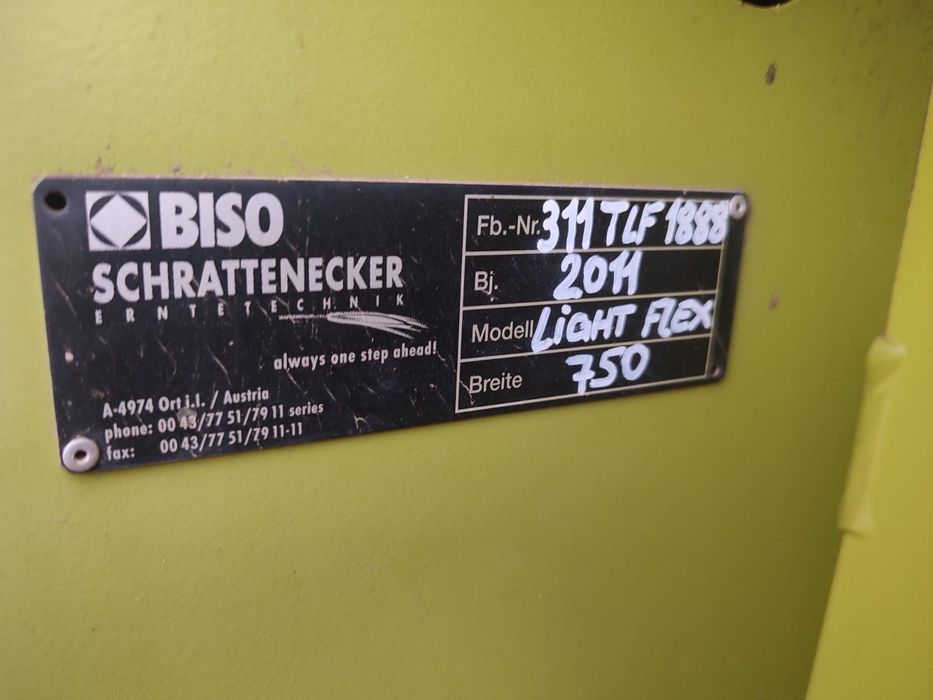 BISO
SCHRATTENECKER
ERNTETECHNIK
always one step ahead!
A-4974 Ort i.I. / Austria
phone: 00 43/77 51/79 11 series
fax: 00 43/77 51/79 11-11
Fb.-Nr. 311 TLF 1888
Bj. 2011
Modell LiGHT FLEX
Breite 750